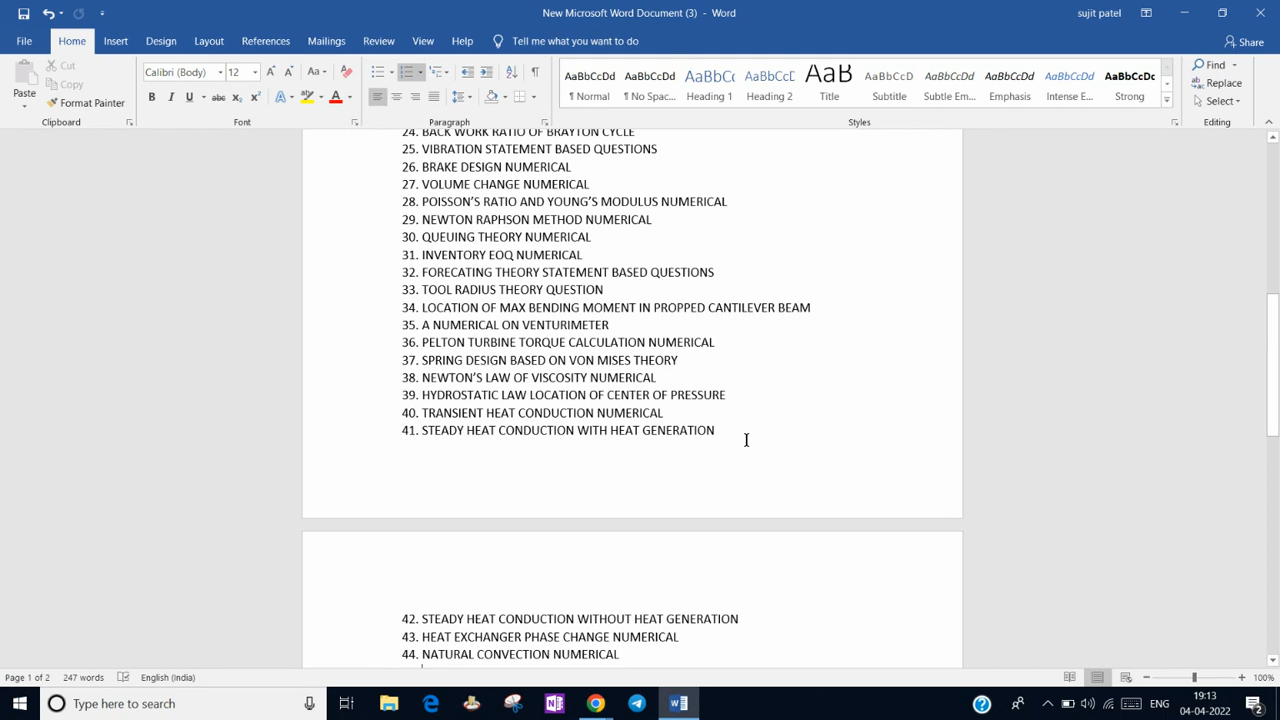 New Microsoft Word Document (3) - Word
sujit patel
File Home Insert Design Layout References Mailings Review View Help Tell me what you want to do
Share
Paste
Cut
Copy
Format Painter
Clipboard
Calibri (Body) 12
Font
Paragraph
AaBbCcDd AaBbCcDd AaBbCc AaBbCcD AaB AaBbCcDd AaBbCcDd AaBbCcDd AaBbCcDd AaBbCcDc
¶ Normal ¶ No Spac... Heading 1 Heading 2 Title Subtitle Subtle Em... Emphasis Intense E... Strong
Styles
Find
Replace
Select
Editing
24. BACK WORK RATIO OF BRAYTON CYCLE
25. VIBRATION STATEMENT BASED QUESTIONS
26. BRAKE DESIGN NUMERICAL
27. VOLUME CHANGE NUMERICAL
28. POISSON’S RATIO AND YOUNG’S MODULUS NUMERICAL
29. NEWTON RAPHSON METHOD NUMERICAL
30. QUEUING THEORY NUMERICAL
31. INVENTORY EOQ NUMERICAL
32. FORECATING THEORY STATEMENT BASED QUESTIONS
33. TOOL RADIUS THEORY QUESTION
34. LOCATION OF MAX BENDING MOMENT IN PROPPED CANTILEVER BEAM
35. A NUMERICAL ON VENTURIMETER
36. PELTON TURBINE TORQUE CALCULATION NUMERICAL
37. SPRING DESIGN BASED ON VON MISES THEORY
38. NEWTON’S LAW OF VISCOSITY NUMERICAL
39. HYDROSTATIC LAW LOCATION OF CENTER OF PRESSURE
40. TRANSIENT HEAT CONDUCTION NUMERICAL
41. STEADY HEAT CONDUCTION WITH HEAT GENERATION
42. STEADY HEAT CONDUCTION WITHOUT HEAT GENERATION
43. HEAT EXCHANGER PHASE CHANGE NUMERICAL
44. NATURAL CONVECTION NUMERICAL
Page 1 of 2 247 words English (India)
100%
Type here to search
ENG
19:13
04-04-2022
2